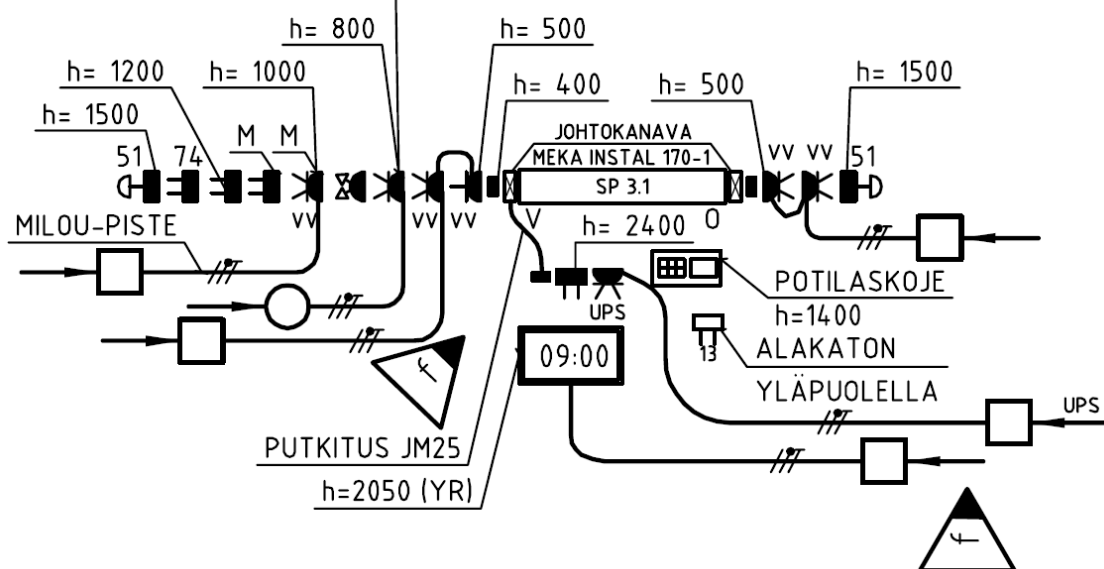 h= 800
h= 500
h= 1200
h= 1000
h= 400
h= 500
h= 1500
h= 1500
M
M
JOHTOKANAVA
MEKA INSTAL 170-1
VV
VV
51
74
51
SP 3.1
VV
VV
VV
V
O
MILOU-PISTE
h= 2400
POTILASKOJE
h=1400
UPS
13
ALAKATON
YLÄPUOLELLA
09:00
f
UPS
PUTKITUS JM25
h=2050 (YR)
f